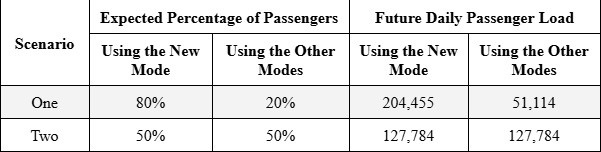 Scenario
Expected Percentage of Passengers
Future Daily Passenger Load
Using the New
Mode
Using the Other
Modes
Using the New
Mode
Using the Other
Modes
One 80% 20% 204,455 51,114
Two 50% 50% 127,784 127,784